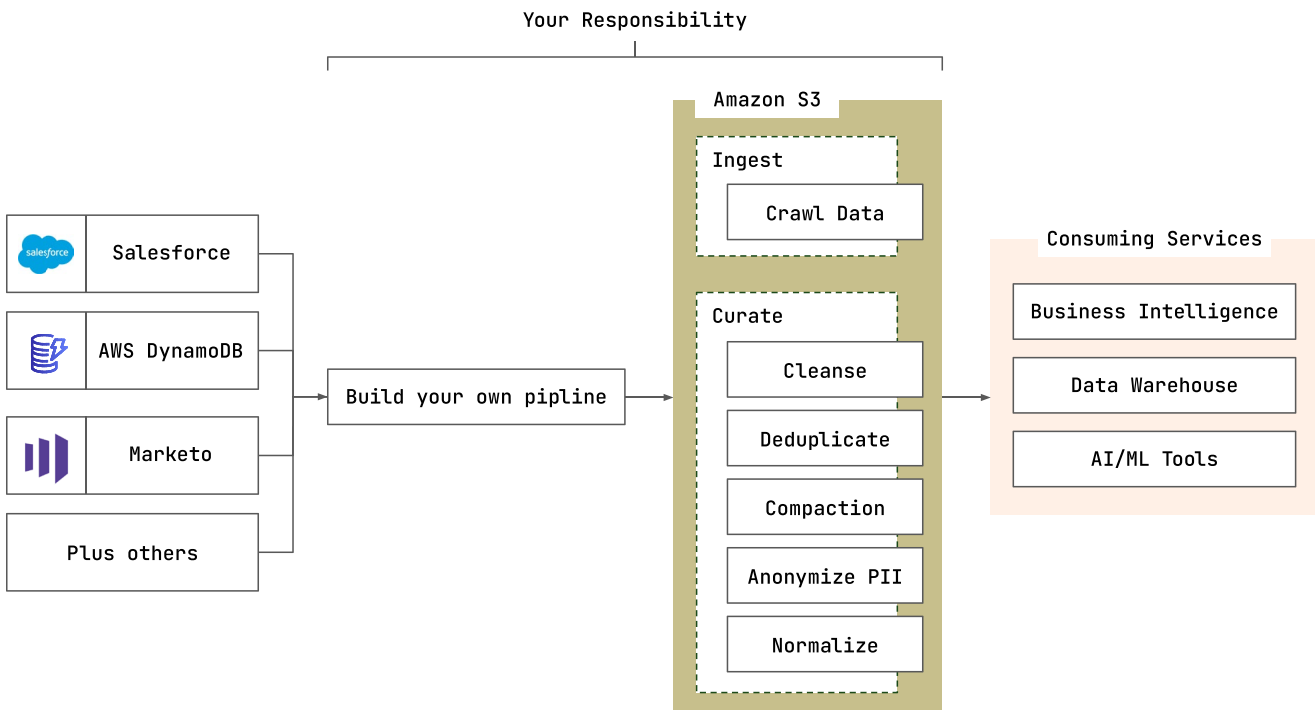 Your Responsibility
Amazon S3
Ingest
Crawl Data
salesforce
Salesforce
AWS DynamoDB
Marketo
Plus others
Build your own pipline
Curate
Cleanse
Deduplicate
Compaction
Anonymize PII
Normalize
Consuming Services
Business Intelligence
Data Warehouse
AI/ML Tools